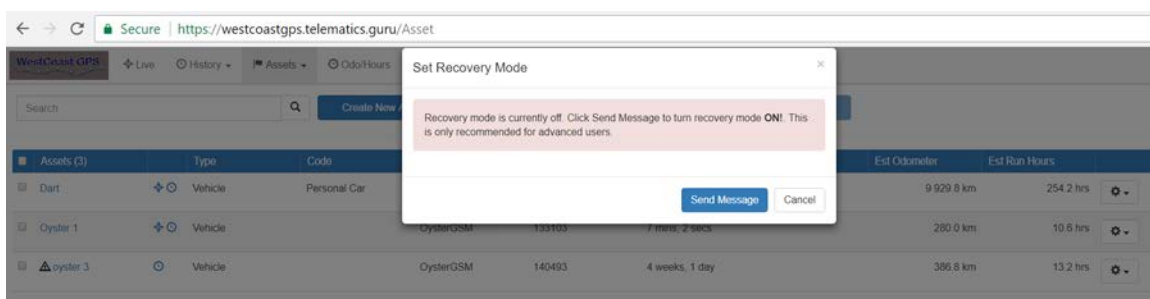 Secure | https://westcoastgps.telematics.guru/Asset
WestCoast GPS Live History Assets Odo/Hours
Set Recovery Mode ×
Search Create New
Recovery mode is currently off. Click Send Message to turn recovery mode ON!. This
is only recommended for advanced users.
Assets (3) Type Code Est Odometer Est Run Hours
Dart Vehicle Personal Car 9 929.8 km 254.2 hrs
Send Message Cancel
Oyster 1 Vehicle OysterGSM 133103 7 mins, 2 secs 280.0 km 10.6 hrs
oyster 3 Vehicle OysterGSM 140493 4 weeks, 1 day 386.8 km 13.2 hrs